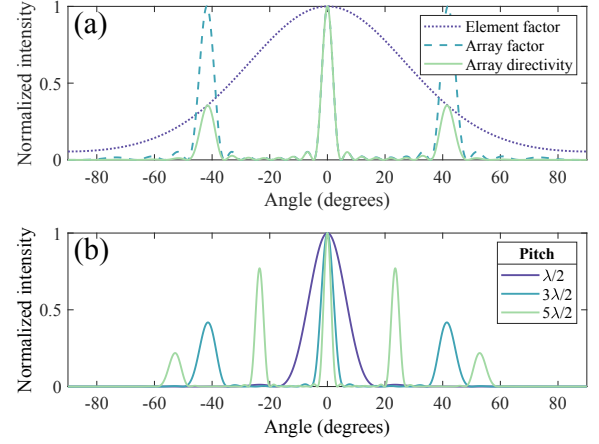 (a)
Normalized intensity
1
0.5
0
Element factor
Array factor
Array directivity
-80 -60 -40 -20 0 20 40 60 80
Angle (degrees)
(b)
Normalized intensity
1
0.5
0
Pitch
λ/2
3λ/2
5λ/2
-80 -60 -40 -20 0 20 40 60 80
Angle (degrees)